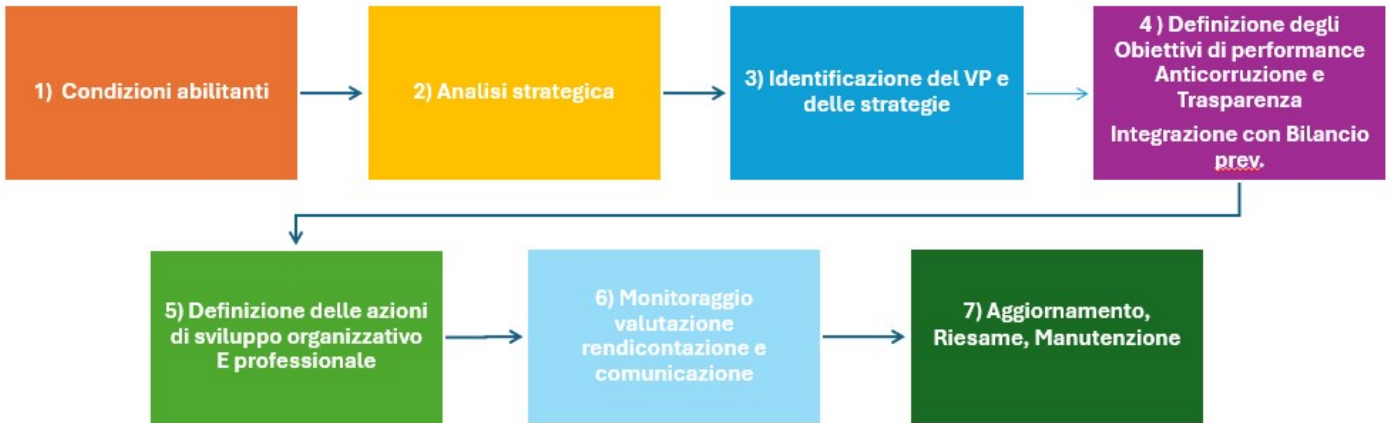 1) Condizioni abilitanti
2) Analisi strategica
3) Identificazione del VP e
delle strategie
4 ) Definizione degli
Obiettivi di performance
Anticorruzione e
Trasparenza
Integrazione con Bilancio
prev.
5) Definizione delle azioni
di sviluppo organizzativo
E professionale
6) Monitoraggio
valutazione
rendicontazione e
comunicazione
7) Aggiornamento,
Riesame, Manutenzione